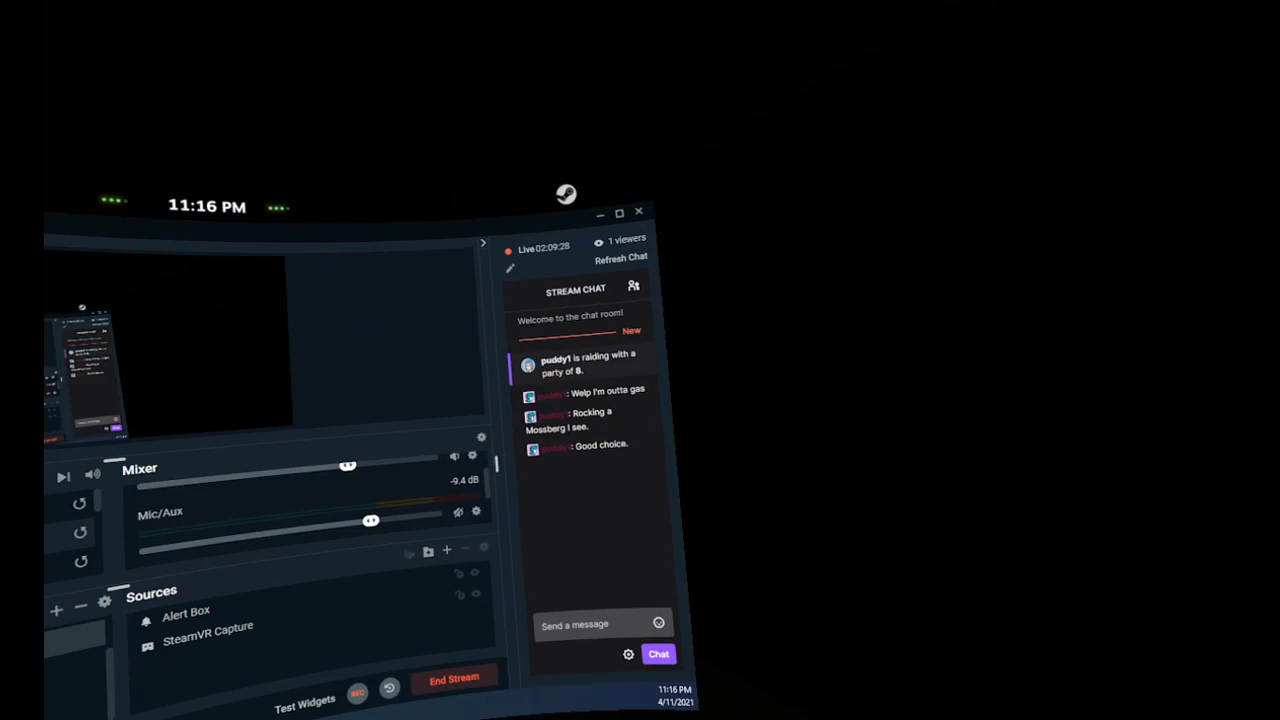 11:16 PM
Live 02:09:28
1 viewers
Refresh Chat
STREAM CHAT
Welcome to the chat room!
New
puddy1 is raiding with a
party of 8.
puddy1: Welp I'm outta gas
puddy1: Rocking a
Mossberg I see.
puddy1: Good choice.
Mixer
-9.4 dB
Mic/Aux
Sources
Alert Box
SteamVR Capture
Send a message
Chat
Test Widgets
REC
End Stream
11:16 PM
4/11/2021